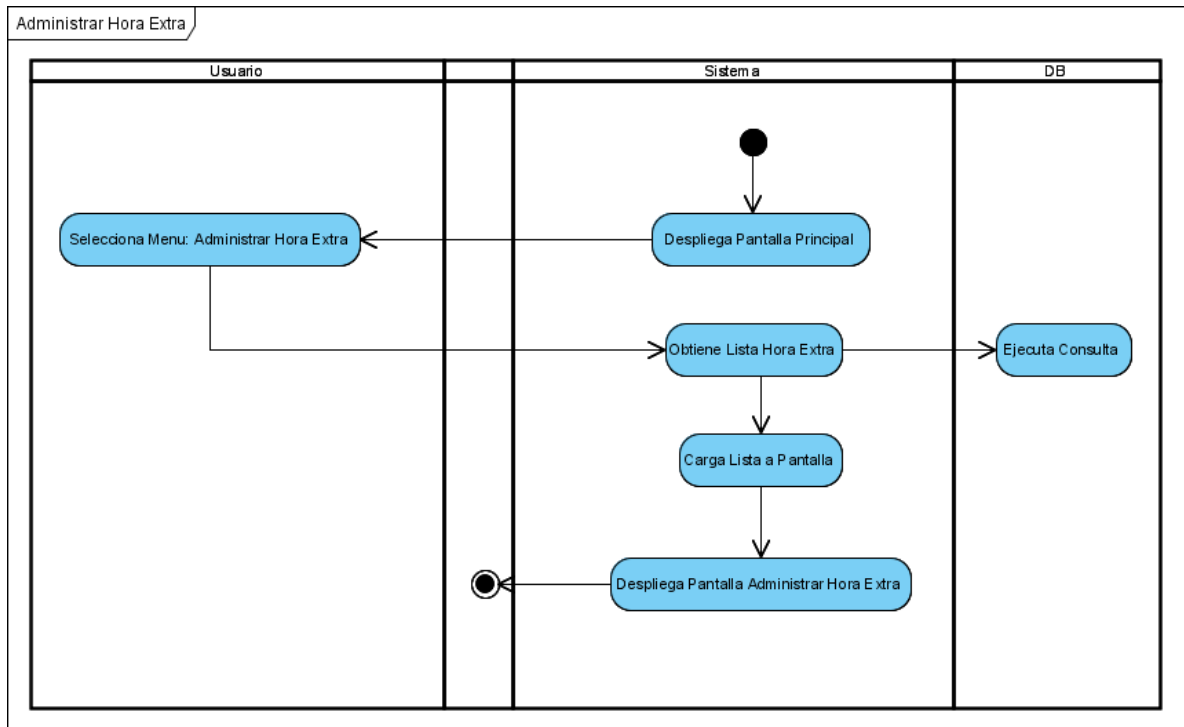 Administrar Hora Extra
Usuario
Sistema
DB
Selecciona Menu: Administrar Hora Extra
Despliega Pantalla Principal
Obtiene Lista Hora Extra
Ejecuta Consulta
Carga Lista a Pantalla
Despliega Pantalla Administrar Hora Extra